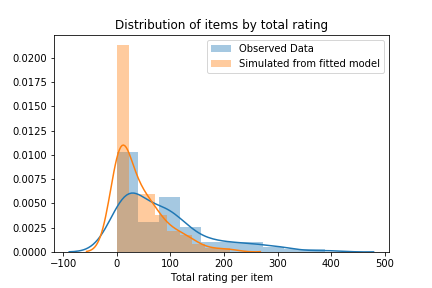 Distribution of items by total rating
Observed Data
Simulated from fitted model
0.0200
0.0175
0.0150
0.0125
0.0100
0.0075
0.0050
0.0025
0.0000
−100 0 100 200 300 400 500
Total rating per item